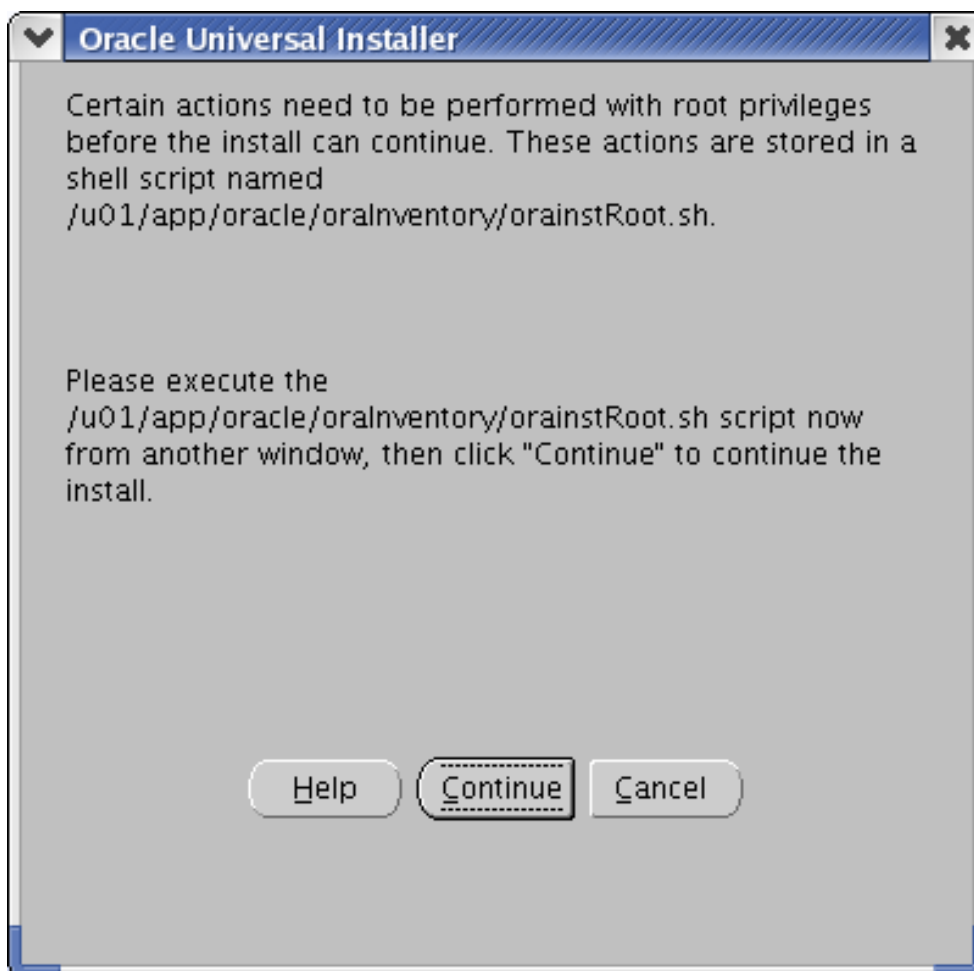 Oracle Universal Installer
Certain actions need to be performed with root privileges
before the install can continue. These actions are stored in a
shell script named
/u01/app/oracle/oraInventory/orainstRoot.sh.
Please execute the
/u01/app/oracle/oraInventory/orainstRoot.sh script now
from another window, then click "Continue" to continue the
install.
Help Continue Cancel